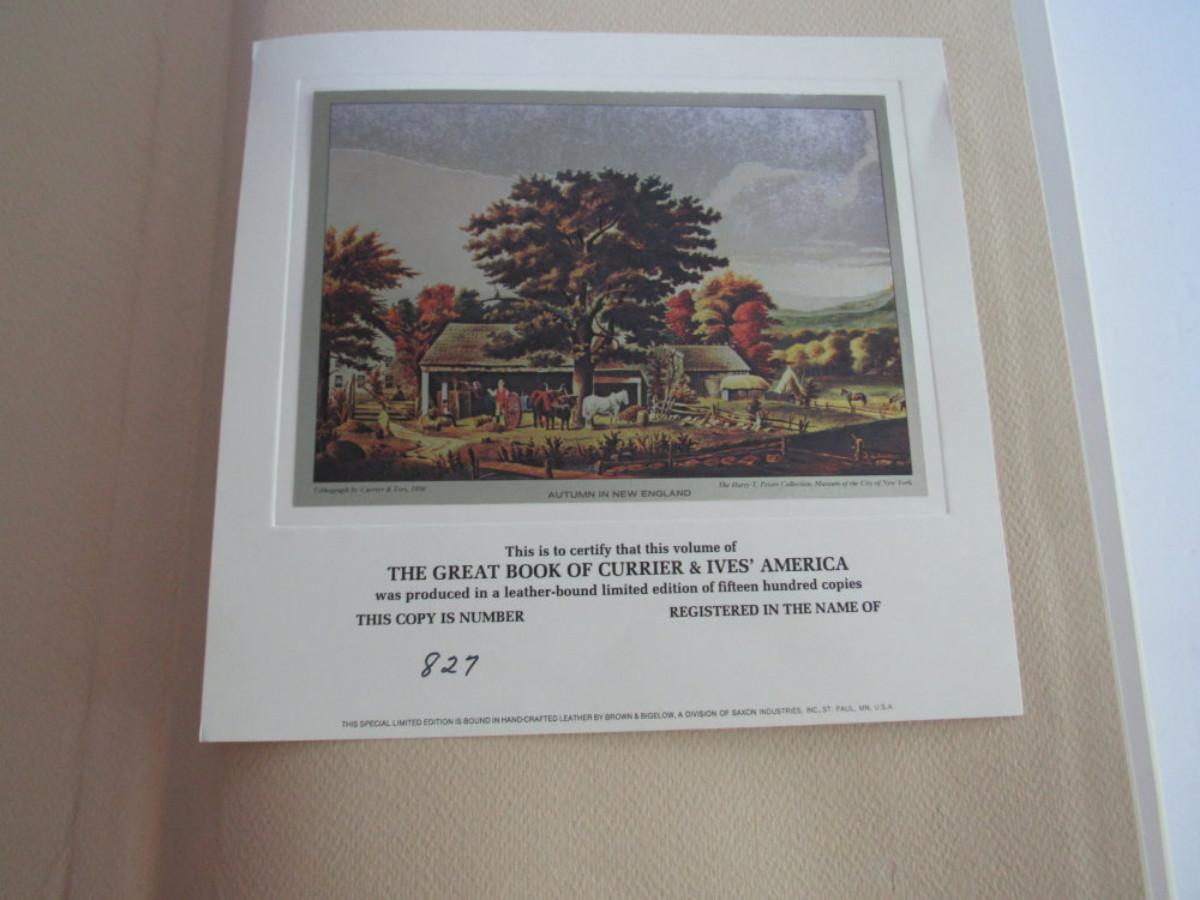 Lithograph by Currier & Ives, 1866
AUTUMN IN NEW ENGLAND
The Harry T. Peters Collection, Museum of the City of New York
This is to certify that this volume of
THE GREAT BOOK OF CURRIER & IVES' AMERICA
was produced in a leather-bound limited edition of fifteen hundred copies
THIS COPY IS NUMBER
REGISTERED IN THE NAME OF
827
THIS SPECIAL LIMITED EDITION IS BOUND IN HAND-CRAFTED LEATHER BY BROWN & BIGELOW, A DIVISION OF SAXON INDUSTRIES, INC., ST. PAUL, MN, U.S.A.